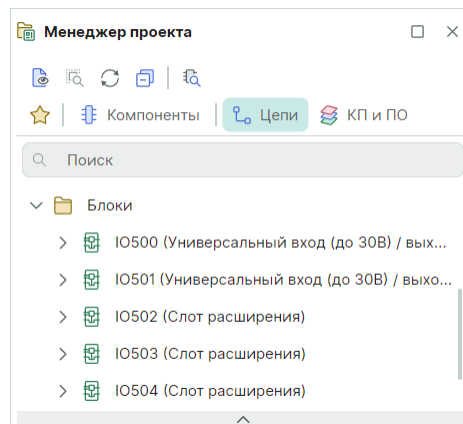 Менеджер проекта
Компоненты
Цепи
КП и ПО
Поиск
Блоки
IO500 (Универсальный вход (до 30В) / вых...
IO501 (Универсальный вход (до 30В) / выхо...
IO502 (Слот расширения)
IO503 (Слот расширения)
IO504 (Слот расширения)